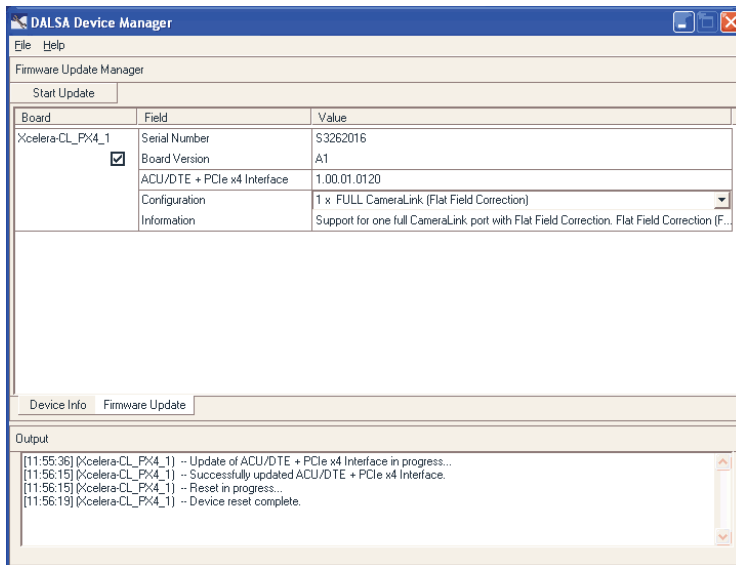 DALSA Device Manager
File Help
Firmware Update Manager
Start Update
Board Field Value
Xcelera-CL_PX4_1 Serial Number S3262016
Board Version A1
ACU/DTE + PCIe x4 Interface 1.00.01.0120
Configuration 1 x FULL CameraLink (Flat Field Correction)
Information Support for one full CameraLink port with Flat Field Correction. Flat Field Correction (F...
Device Info Firmware Update
Output
[11:55:36] (Xcelera-CL_PX4_1) -- Update of ACU/DTE + PCIe x4 Interface in progress...
[11:56:15] (Xcelera-CL_PX4_1) -- Successfully updated ACU/DTE + PCIe x4 Interface.
[11:56:15] (Xcelera-CL_PX4_1) -- Reset in progress...
[11:56:19] (Xcelera-CL_PX4_1) -- Device reset complete.